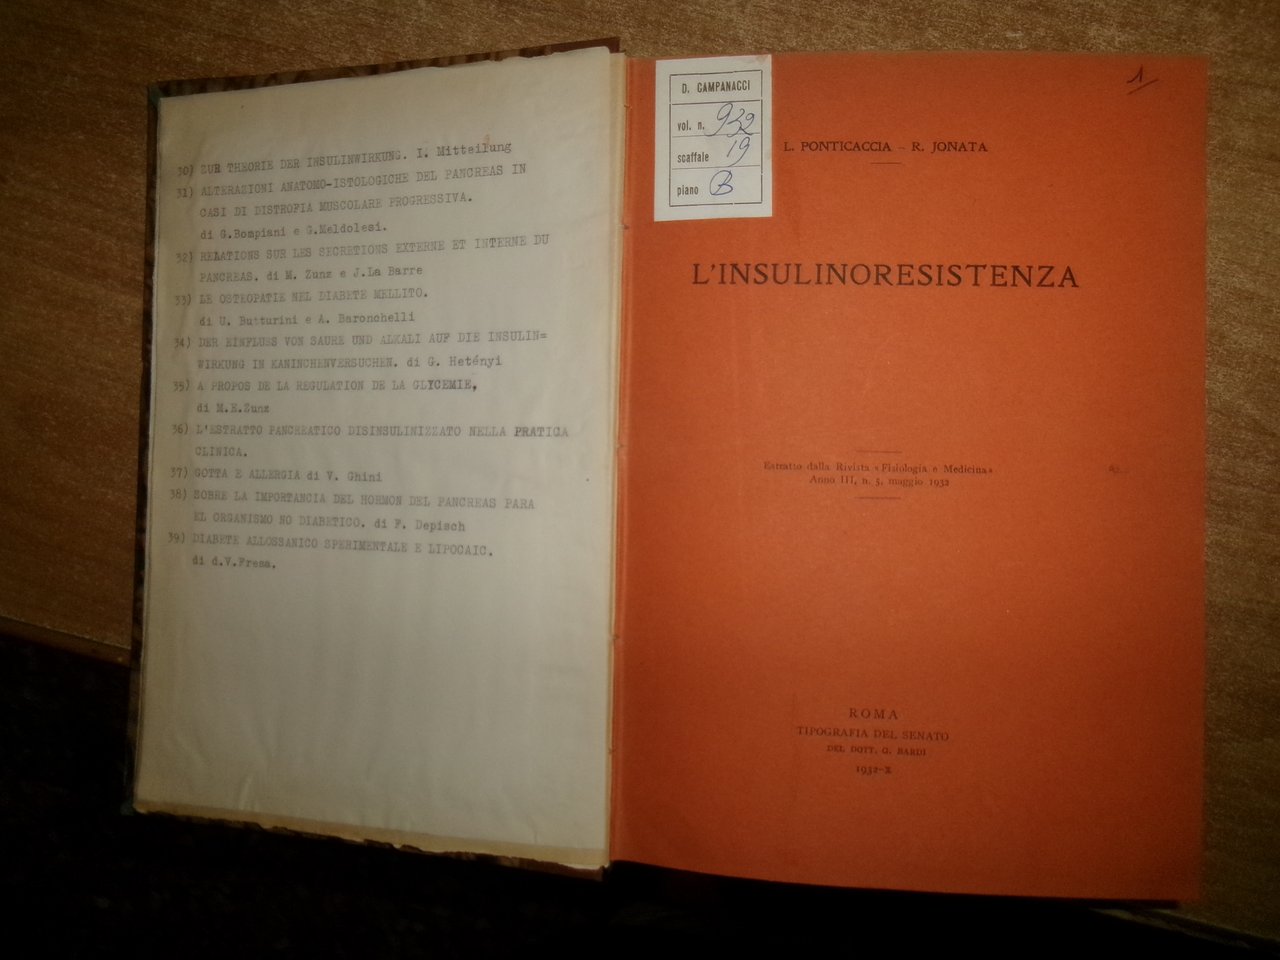 30) ZUR THEORIE DER INSULINWIRKUNG. I. Mitteilung
31) ALTERAZIONI ANATOMO-ISTOLOGICHE DEL PANCREAS IN
CASI DI DISTROFIA MUSCOLARE PROGRESSIVA.
di G.Bompiani e G.Meldolesi.
32) RELATIONS SUR LES SECRETIONS EXTERNE ET INTERNE DU
PANCREAS. di M. Zunz e J.La Barre
33) LE OSTEOPATIE NEL DIABETE MELLITO.
di U. Butturini e A. Baronchelli
34) DER EINFLUSS VON SAURE UND ALKALI AUF DIE INSULIN=
WIRKUNG IN KANINCHENVERSUCHEN. di G. Hetényi
35) A PROPOS DE LA REGULATION DE LA GLYCEMIE,
di M.E.Zunz
36) L'ESTRATTO PANCREATICO DISINSULINIZZATO NELLA PRATICA
CLINICA.
37) GOTTA E ALLERGIA di V. Ghini
38) SOBRE LA IMPORTANCIA DEL HORMON DEL PANCREAS PARA
EL ORGANISMO NO DIABETICO. di F. Depisch
39) DIABETE ALLOSSANICO SPERIMENTALE E LIPOCAIC.
di d.V.Fresa.
D. CAMPANACCI
vol. n. 932
scaffale 19
piano B
1
L. PONTICACCIA - R. JONATA
L'INSULINORESISTENZA
Estratto dalla Rivista «Fisiologia e Medicina»
Anno III, n. 5, maggio 1932
ROMA
TIPOGRAFIA DEL SENATO
DEL DOTT. G. BARDI
1932-X